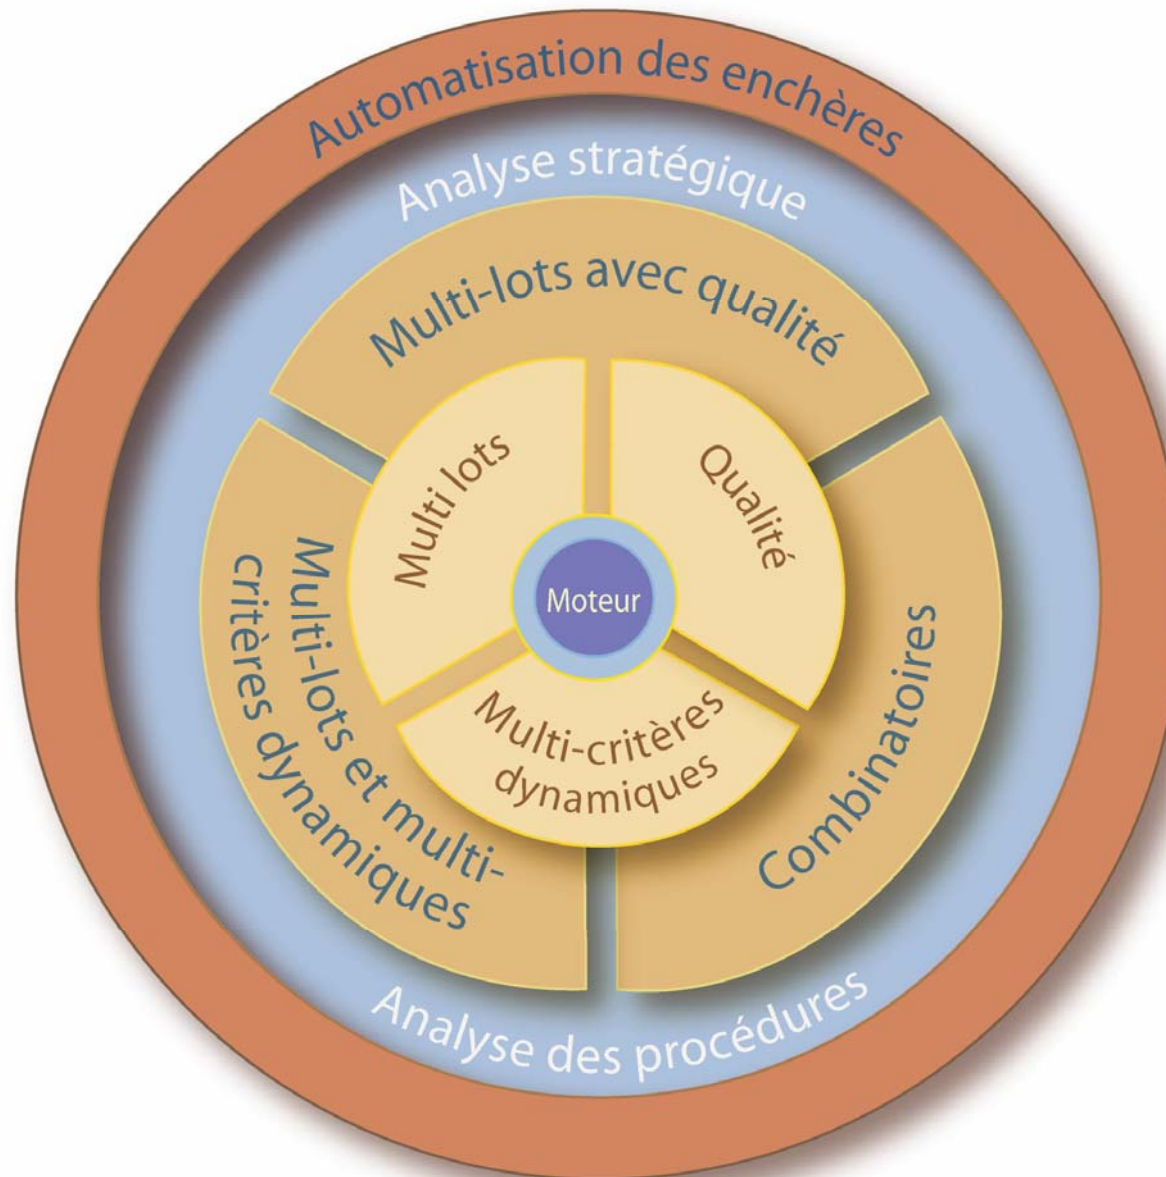 Automatisation des enchères
Analyse stratégique
Multi-lots avec qualité
Multi lots
Qualité
Moteur
Multi-critères
dynamiques
Multi-lots et multi-
critères dynamiques
Combinatoires
Analyse des procédures